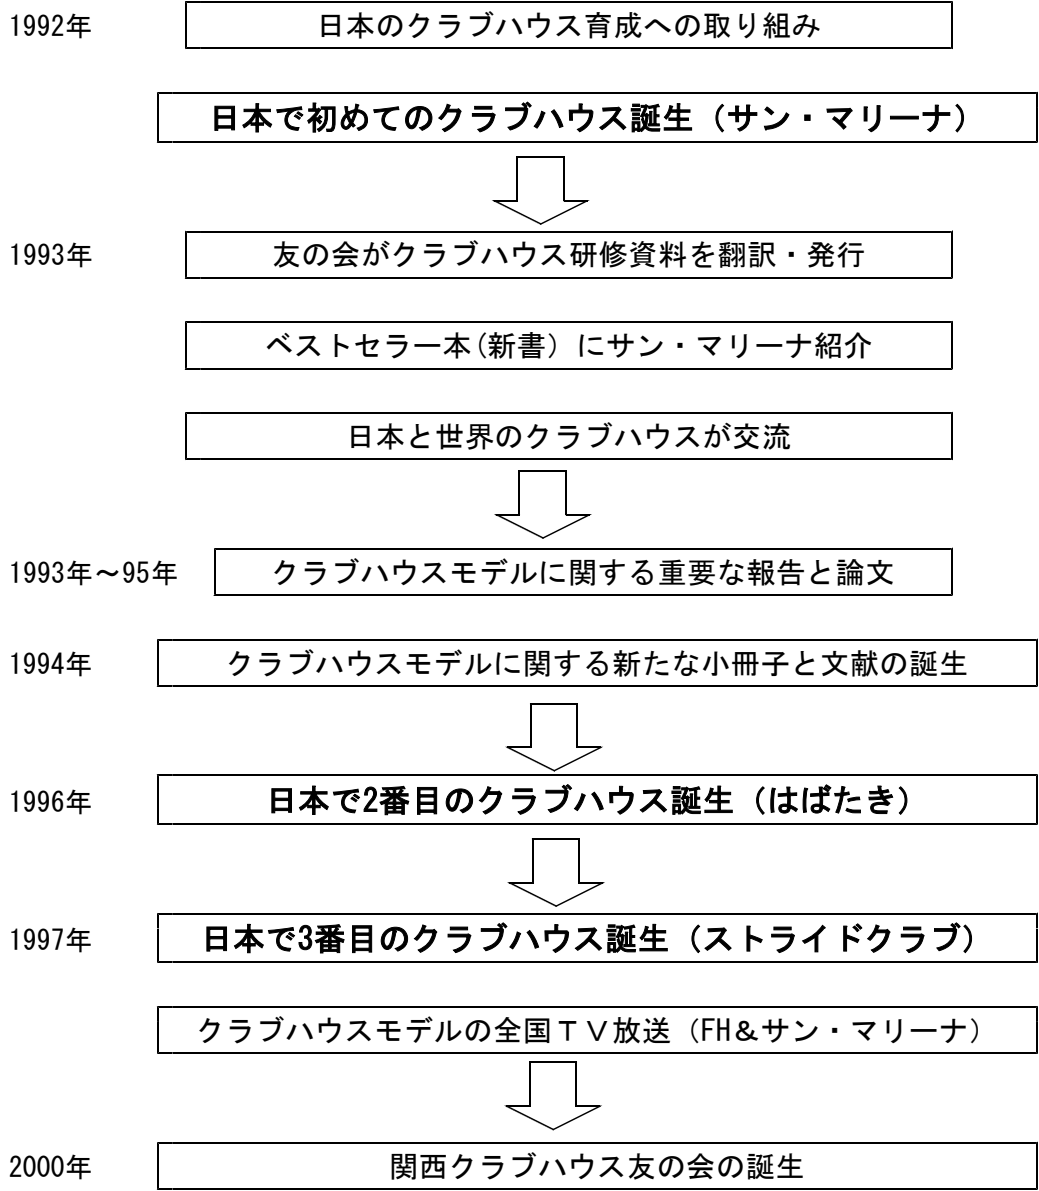 1992年 日本のクラブハウス育成への取り組み
日本で初めてのクラブハウス誕生（サン・マリーナ）
1993年 友の会がクラブハウス研修資料を翻訳・発行
ベストセラー本(新書）にサン・マリーナ紹介
日本と世界のクラブハウスが交流
1993年～95年 クラブハウスモデルに関する重要な報告と論文
1994年 クラブハウスモデルに関する新たな小冊子と文献の誕生
1996年 日本で2番目のクラブハウス誕生（はばたき）
1997年 日本で3番目のクラブハウス誕生（ストライドクラブ）
クラブハウスモデルの全国ＴＶ放送（FH＆サン・マリーナ）
2000年 関西クラブハウス友の会の誕生